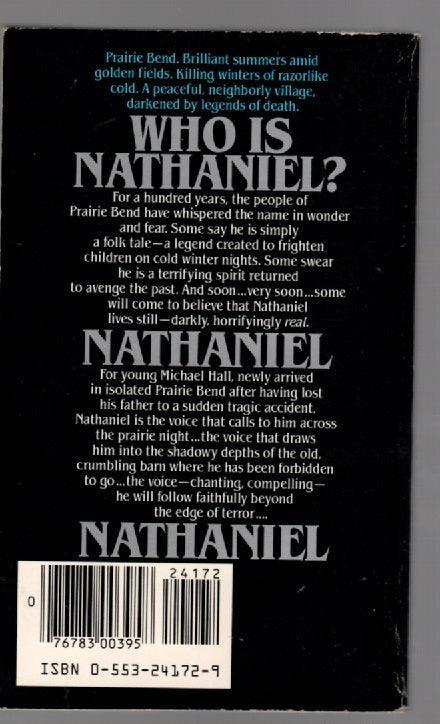 Prairie Bend. Brilliant summers amid
golden fields. Killing winters of razorlike
cold. A peaceful, neighborly village,
darkened by legends of death.
WHO IS
NATHANIEL?
For a hundred years, the people of
Prairie Bend have whispered the name in wonder
and fear. Some say he is simply
a folk tale—a legend created to frighten
children on cold winter nights. Some swear
he is a terrifying spirit returned
to avenge the past. And soon...very soon...some
will come to believe that Nathaniel
lives still—darkly, horrifyingly real.
NATHANIEL
For young Michael Hall, newly arrived
in isolated Prairie Bend after having lost
his father to a sudden tragic accident,
Nathaniel is the voice that calls to him across
the prairie night...the voice that draws
him into the shadowy depths of the old,
crumbling barn where he has been forbidden
to go...the voice—chanting, compelling—
he will follow faithfully beyond
the edge of terror....
NATHANIEL
24172
0
76783 00395
ISBN 0-553-24172-9